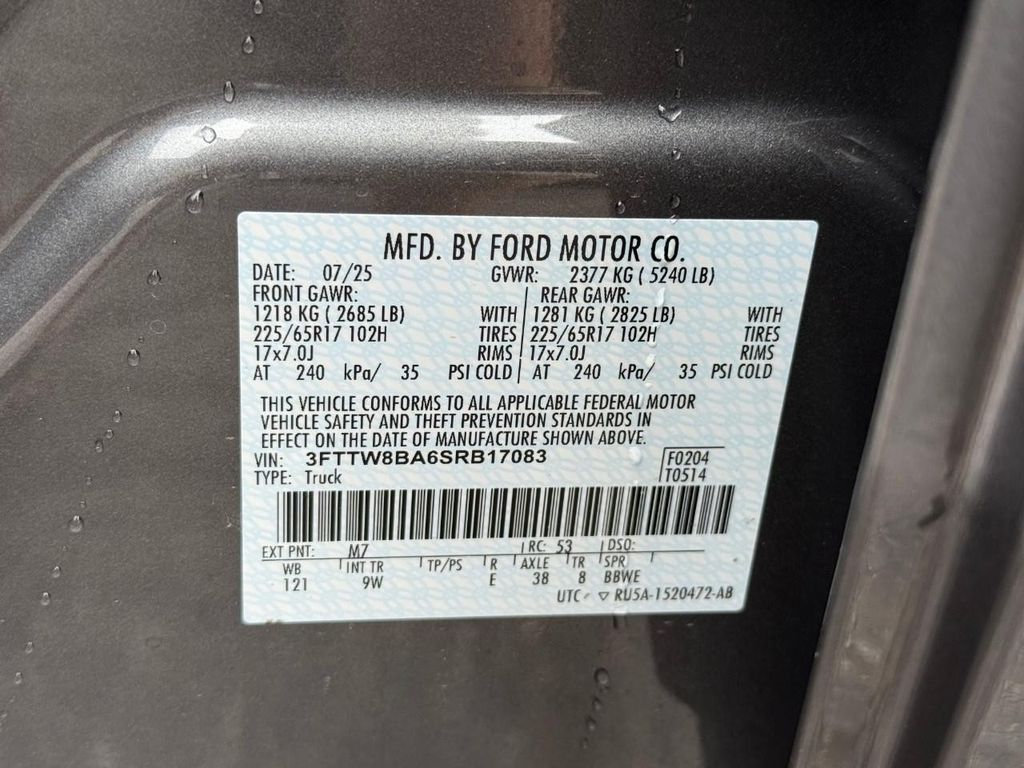 MFD. BY FORD MOTOR CO.
DATE: 07/25 GVWR: 2377 KG ( 5240 LB)
FRONT GAWR: REAR GAWR:
1218 KG ( 2685 LB) WITH 1281 KG ( 2825 LB) WITH
225/65R17 102H TIRES 225/65R17 102H TIRES
17x7.0J RIMS 17x7.0J RIMS
AT 240 kPa/ 35 PSI COLD AT 240 kPa/ 35 PSI COLD
THIS VEHICLE CONFORMS TO ALL APPLICABLE FEDERAL MOTOR
VEHICLE SAFETY AND THEFT PREVENTION STANDARDS IN
EFFECT ON THE DATE OF MANUFACTURE SHOWN ABOVE.
VIN: 3FTTW8BA6SRB17083 F0204
TYPE: Truck T0514
EXT PNT: M7 RC: 53 DSO:
WB INT TR TP/PS R AXLE TR SPR
121 9W E 38 8 BBWE
UTC ▽ RU5A-1520472-AB